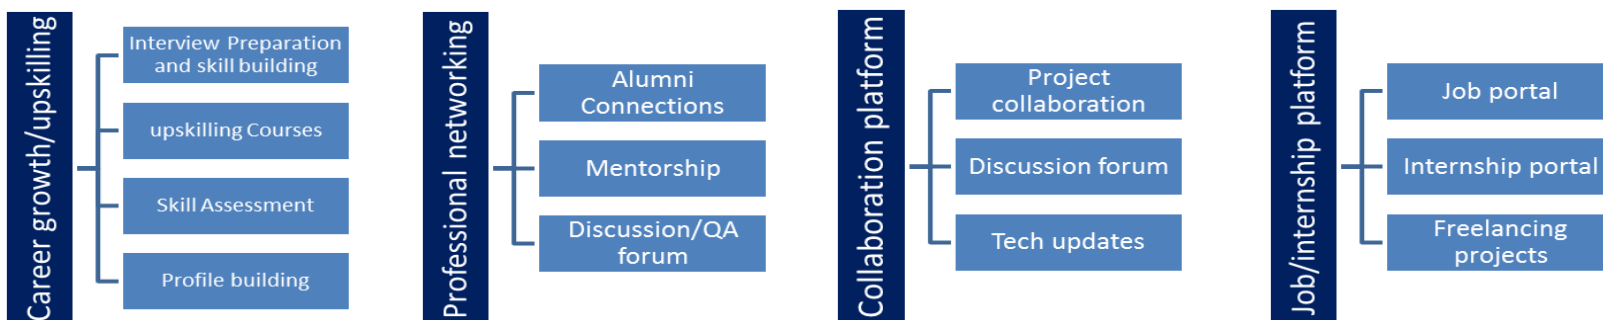 Career growth/upskilling
Interview Preparation
and skill building
upskilling Courses
Skill Assessment
Profile building
Professional networking
Alumni
Connections
Mentorship
Discussion/QA
forum
Collaboration platform
Project
collaboration
Discussion forum
Tech updates
Job/internship platform
Job portal
Internship portal
Freelancing
projects